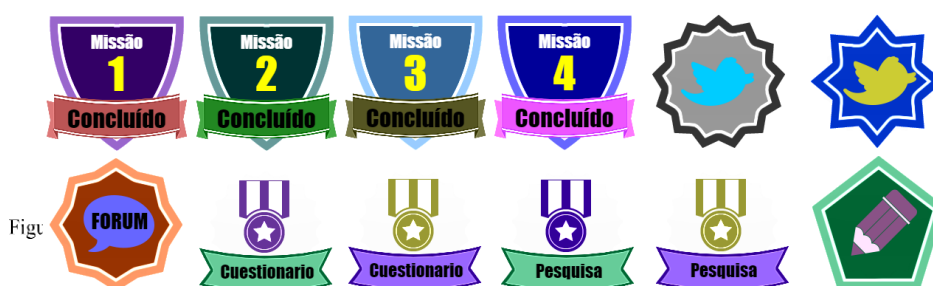 Missão
1
Concluído
Missão
2
Concluído
Missão
3
Concluído
Missão
4
Concluído
FORUM
Cuestionario
Cuestionario
Pesquisa
Pesquisa